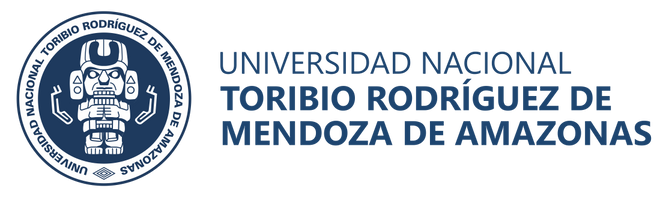 UNIVERSIDAD NACIONAL TORIBIO RODRÍGUEZ DE MENDOZA DE AMAZONAS
UNIVERSIDAD NACIONAL
TORIBIO RODRÍGUEZ DE
MENDOZA DE AMAZONAS